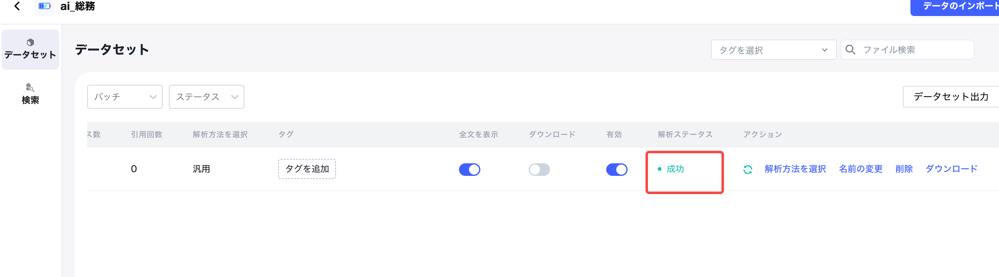 ai_総務
データのインポート
データセット
検索
データセット
タグを選択
ファイル検索
バッチ
ステータス
データセット出力
ス数
引用回数
解析方法を選択
タグ
全文を表示
ダウンロード
有効
解析ステータス
アクション
0
汎用
タグを追加
成功
解析方法を選択
名前の変更
削除
ダウンロード